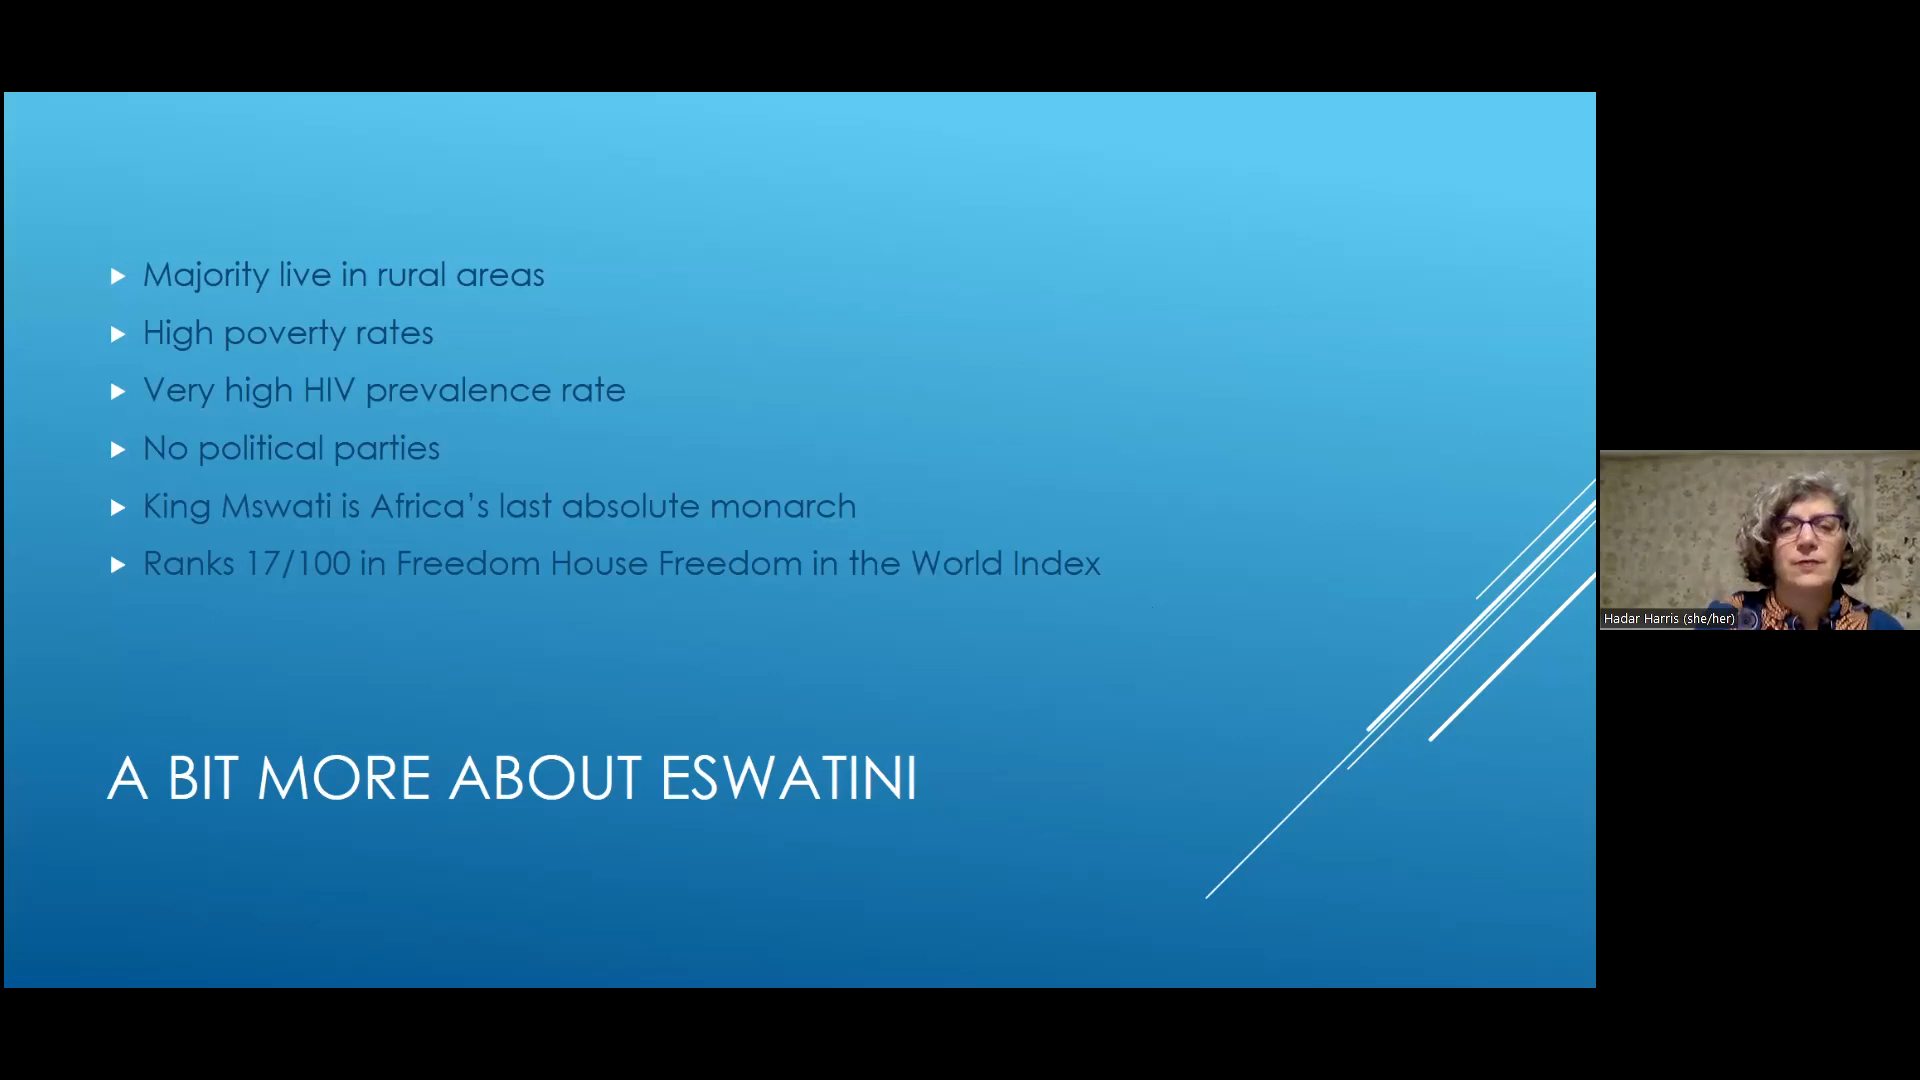 Majority live in rural areas
High poverty rates
Very high HIV prevalence rate
No political parties
King Mswati is Africa's last absolute monarch
Ranks 17/100 in Freedom House Freedom in the World Index
A BIT MORE ABOUT ESWATINI
Hadar Harris (she/her)